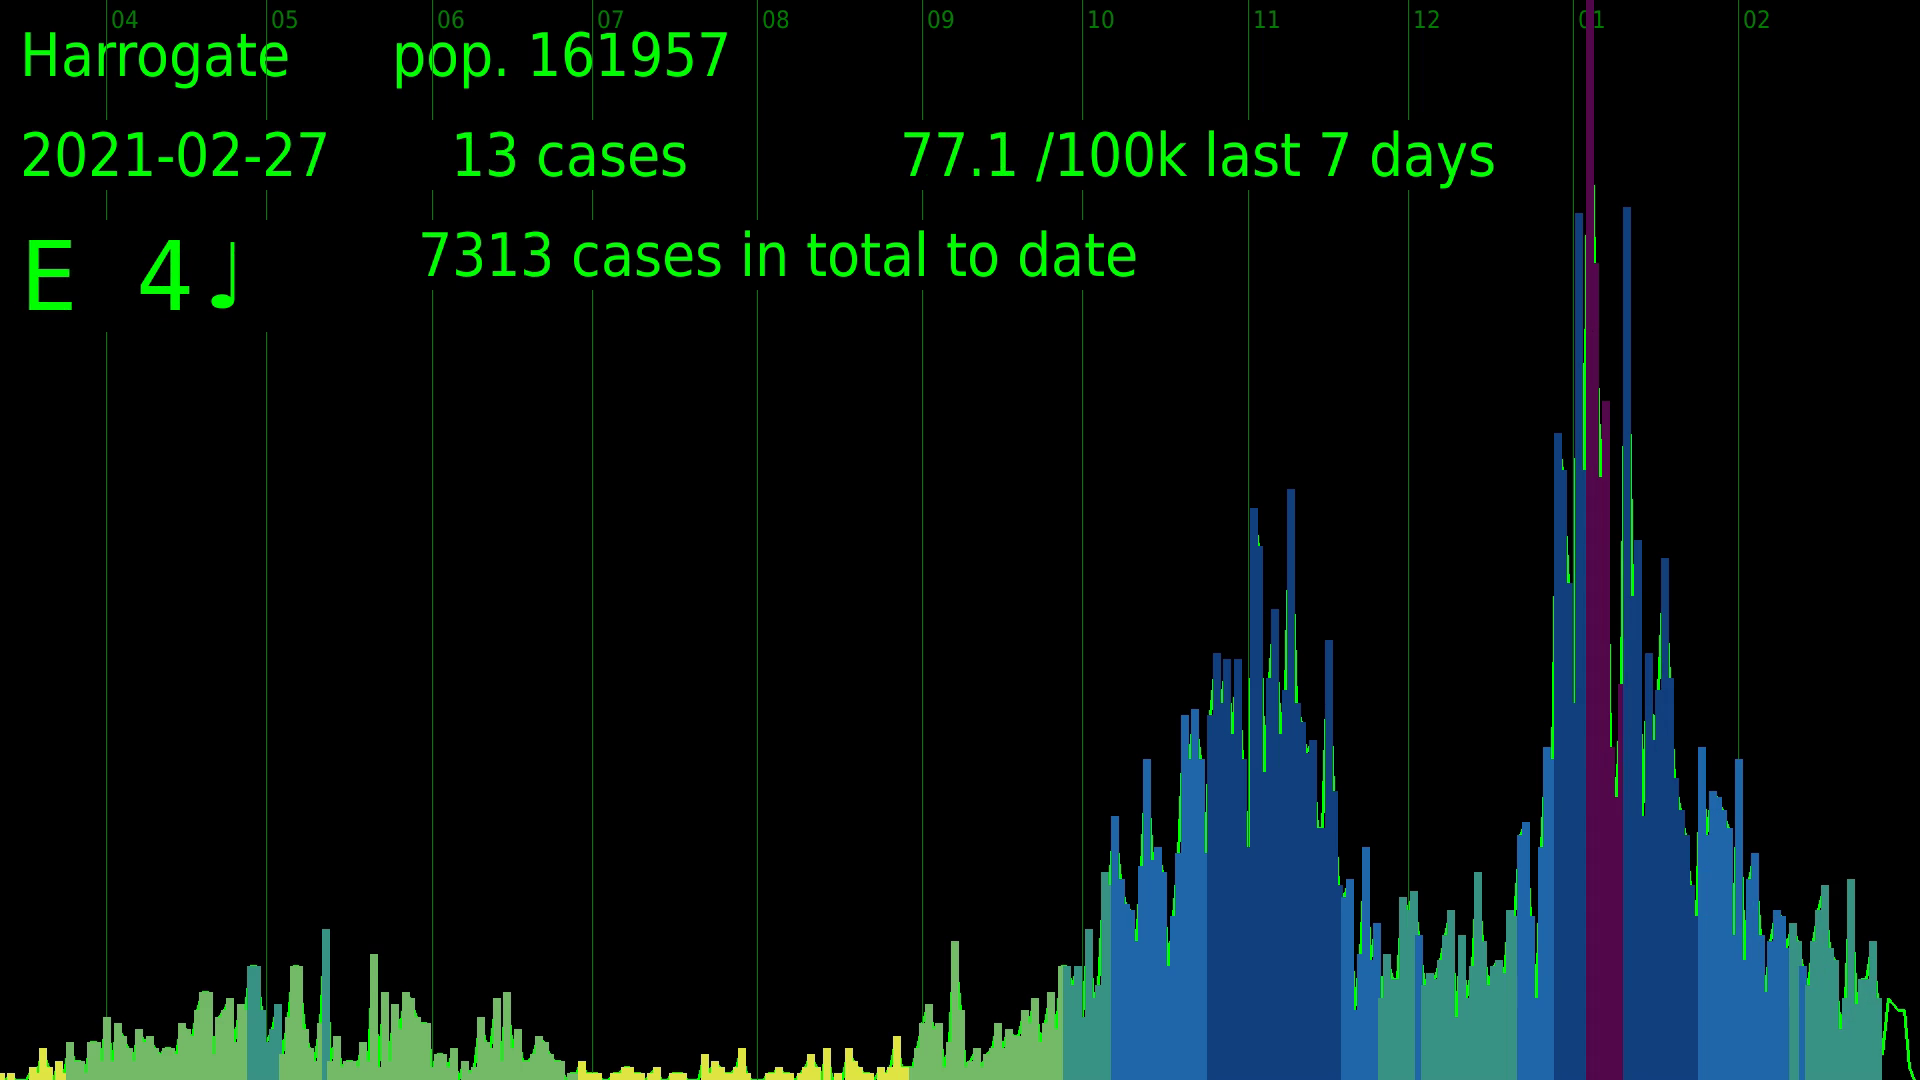 04 05 06 07 08 09 10 11 12 01 02
Harrogate pop. 161957
2021-02-27 13 cases 77.1 /100k last 7 days
E 4♩ 7313 cases in total to date